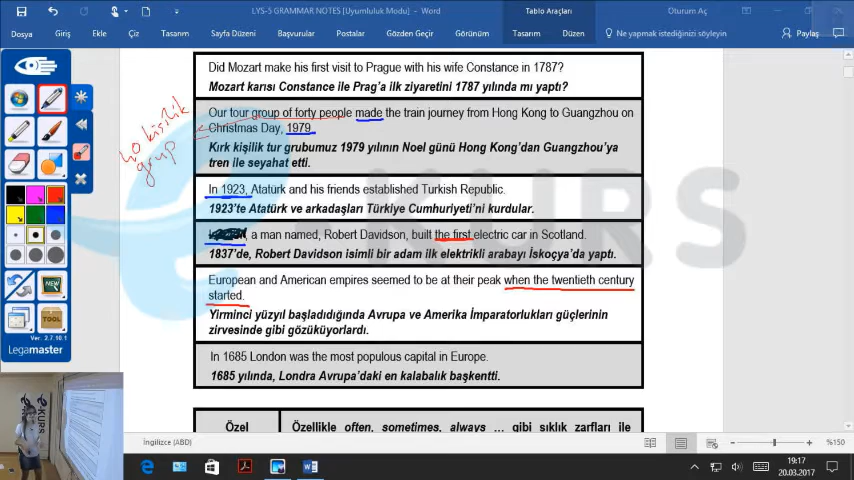 LYS-5 GRAMMAR NOTES [Uyumluluk Modu] - Word
Tablo Araçları
Oturum Aç
Dosya
Giriş
Ekle
Çiz
Tasarım
Sayfa Düzeni
Başvurular
Postalar
Gözden Geçir
Görünüm
Tasarım
Düzen
Ne yapmak istediğinizi söyleyin
Paylaş
Did Mozart make his first visit to Prague with his wife Constance in 1787?
Mozart karısı Constance ile Prag'a ilk ziyaretini 1787 yılında mı yaptı?
Our tour group of forty people made the train journey from Hong Kong to Guangzhou on
Christmas Day, 1979.
Kırk kişilik tur grubumuz 1979 yılının Noel günü Hong Kong'dan Guangzhou'ya
tren ile seyahat etti.
40 kişilik
grup
In 1923, Atatürk and his friends established Turkish Republic.
1923'te Atatürk ve arkadaşları Türkiye Cumhuriyeti'ni kurdular.
, a man named, Robert Davidson, built the first electric car in Scotland.
1837'de, Robert Davidson isimli bir adam ilk elektrikli arabayı İskoçya'da yaptı.
European and American empires seemed to be at their peak when the twentieth century
started.
Yirminci yüzyıl başladığında Avrupa ve Amerika İmparatorlukları güçlerinin
zirvesinde gibi gözüküyorlardı.
In 1685 London was the most populous capital in Europe.
1685 yılında, Londra Avrupa'daki en kalabalık başkentti.
Özel
Özellikle often, sometimes, always … gibi sıklık zarfları ile
NEW
TOOL
Ver. 2.7.10.1
Legamaster
e KURS
İngilizce (ABD)
%150
19:17
20.03.2017